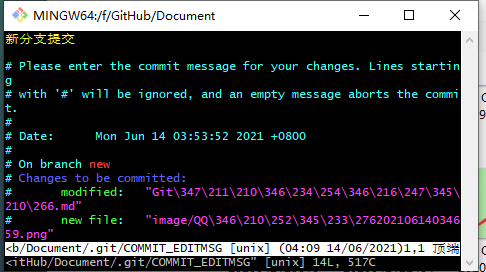 MINGW64:/f/GitHub/Document
新分支提交
# Please enter the commit message for your changes. Lines startin
g
# with '#' will be ignored, and an empty message aborts the commi
t.
#
# Date:      Mon Jun 14 03:53:52 2021 +0800
#
# On branch new
# Changes to be committed:
#       modified:   "Git\347\211\210\346\234\254\346\216\247\345\
210\266.md"
#       new file:   "image/QQ\346\210\252\345\233\276202106140346
59.png"
<b/Document/.git/COMMIT_EDITMSG [unix] (04:09 14/06/2021)1,1 顶端
<itHub/Document/.git/COMMIT_EDITMSG" [unix] 14L, 517C